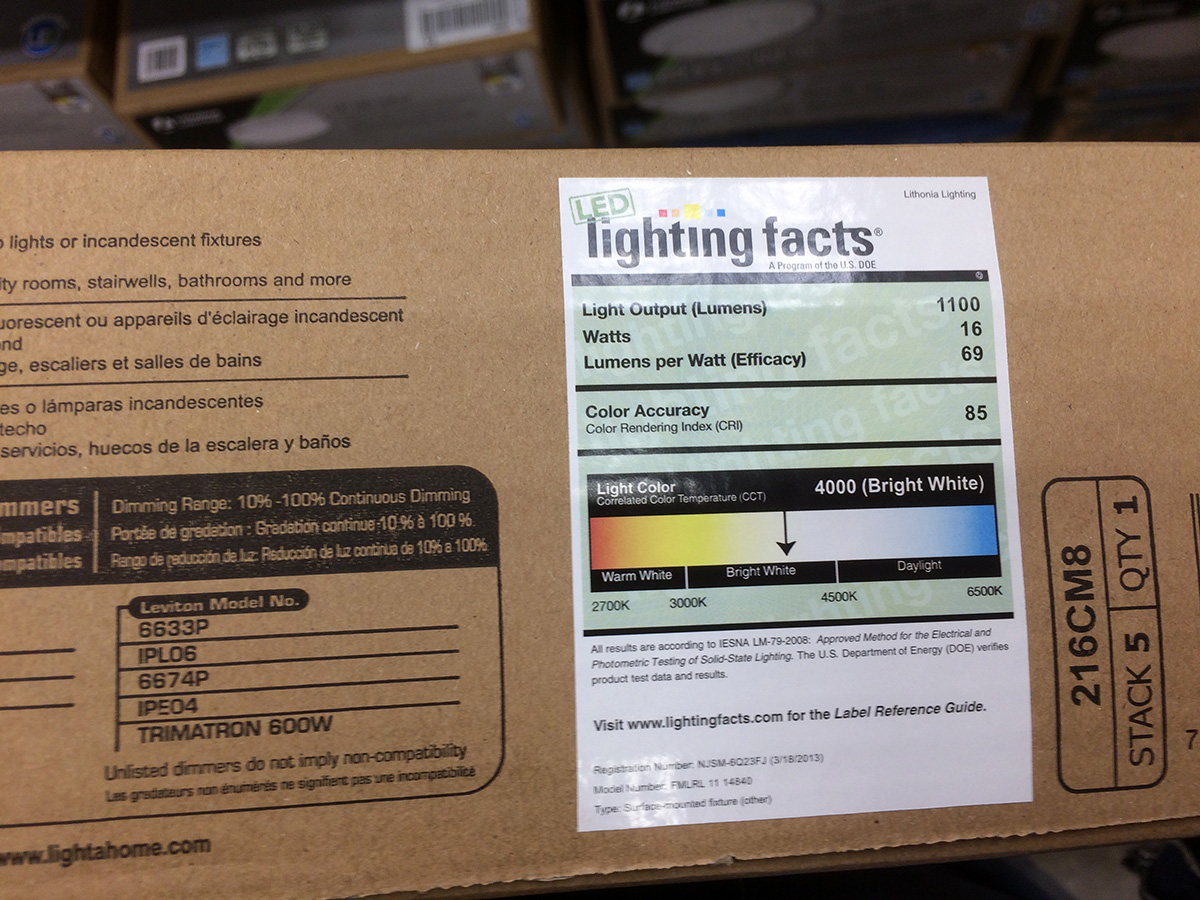 lights or incandescent fixtures
ity rooms, stairwells, bathrooms and more
uorescent ou appareils d'éclairage incandescent
nd
ge, escaliers et salles de bains
es o lámparas incandescentes
techo
servicios, huecos de la escalera y baños
mmers
mpatibles
mpatibles
Dimming Range: 10% -100% Continuous Dimming
Portée de gradation : Gradation continue 10 % à 100 %.
Rango de reducción de luz: Reducción de luz continua de 10% a 100%.
Leviton Model No.
6633P
IPL06
6674P
IPE04
TRIMATRON 600W
Unlisted dimmers do not imply non-compatibility
Les gradateurs non énumérés ne signifient pas une incompatibilité
www.lightahome.com
Lithonia Lighting
LED
lighting facts®
A Program of the U.S. DOE
Light Output (Lumens) 1100
Watts 16
Lumens per Watt (Efficacy) 69
Color Accuracy 85
Color Rendering Index (CRI)
Light Color 4000 (Bright White)
Correlated Color Temperature (CCT)
Warm White Bright White Daylight
2700K 3000K 4500K 6500K
All results are according to IESNA LM-79-2008: Approved Method for the Electrical and
Photometric Testing of Solid-State Lighting. The U.S. Department of Energy (DOE) verifies
product test data and results.
Visit www.lightingfacts.com for the Label Reference Guide.
Registration Number: NJSM-6Q23FJ (3/18/2013)
Model Number: FMLRL 11 14840
Type: Surface-mounted fixture (other)
216CM8
STACK 5 QTY 1
7